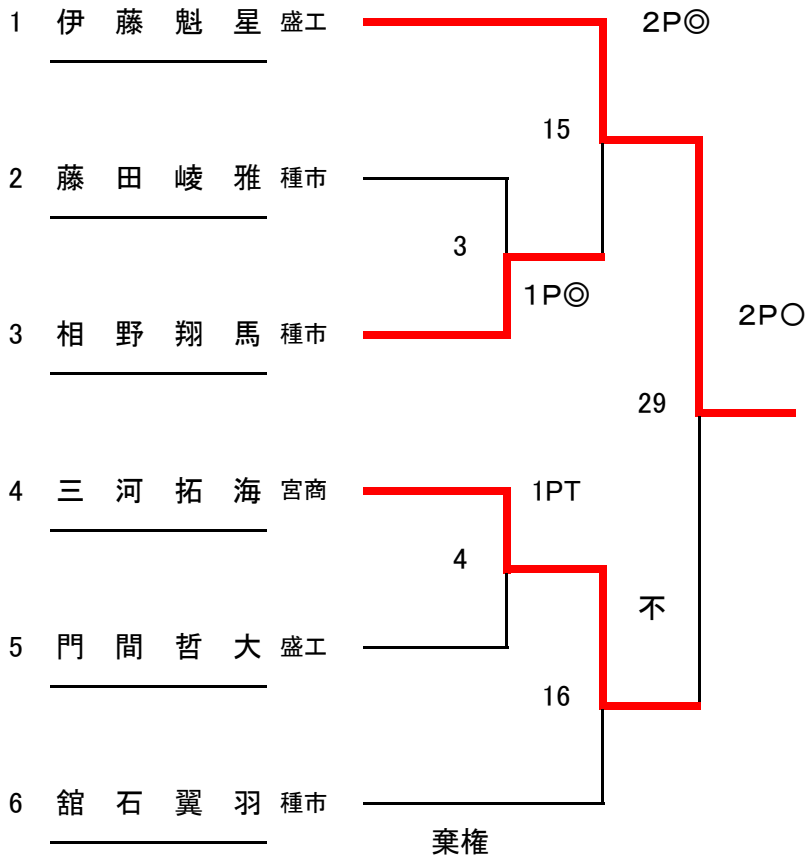 1 伊藤魁星 盛工
2P◎
15
2 藤田崚雅 種市
3
1P◎
2P○
3 相野翔馬 種市
29
4 三河拓海 宮商
1PT
4
不
5 門間哲大 盛工
16
6 舘石翼羽 種市
棄権